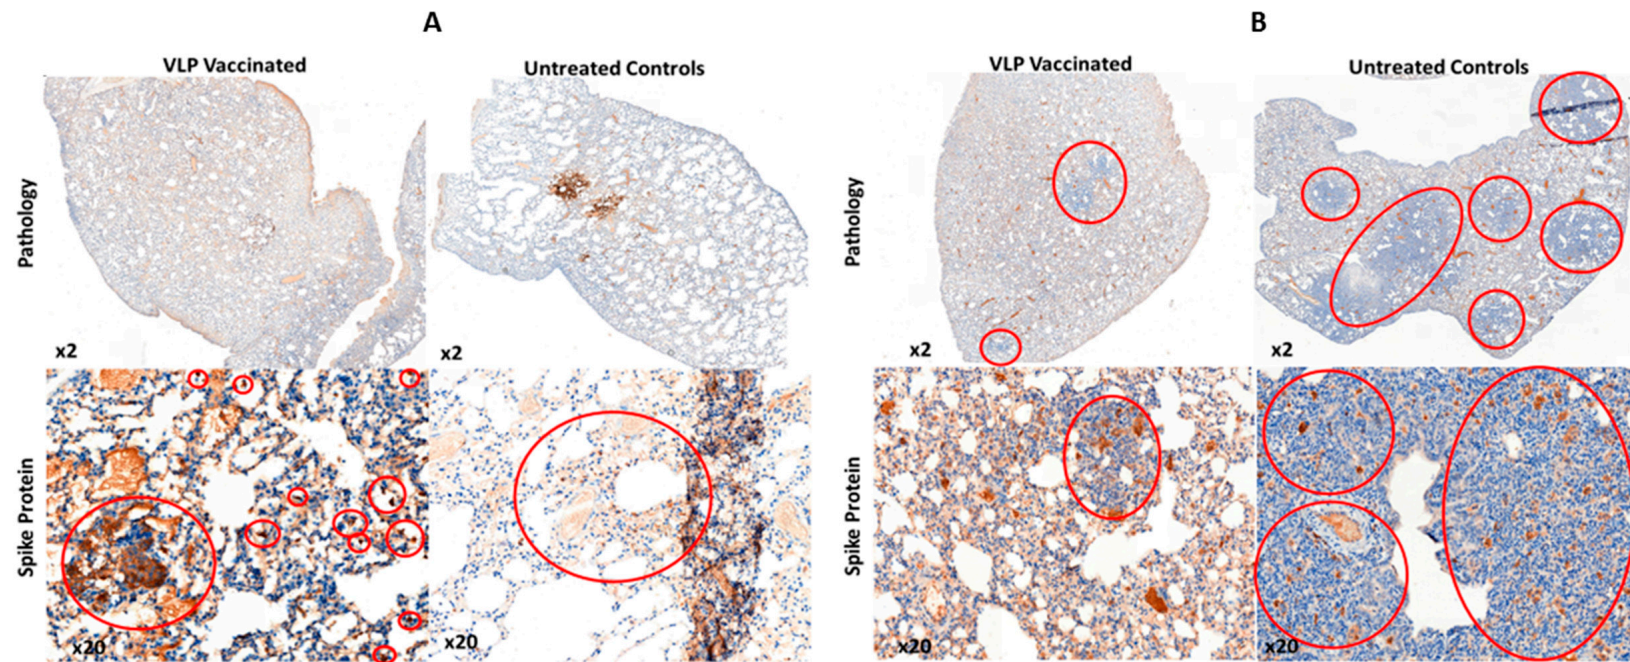 A
B
VLP Vaccinated
Untreated Controls
VLP Vaccinated
Untreated Controls
Pathology
x2
x2
Pathology
x2
x2
Spike Protein
x20
x20
Spike Protein
x20
x20